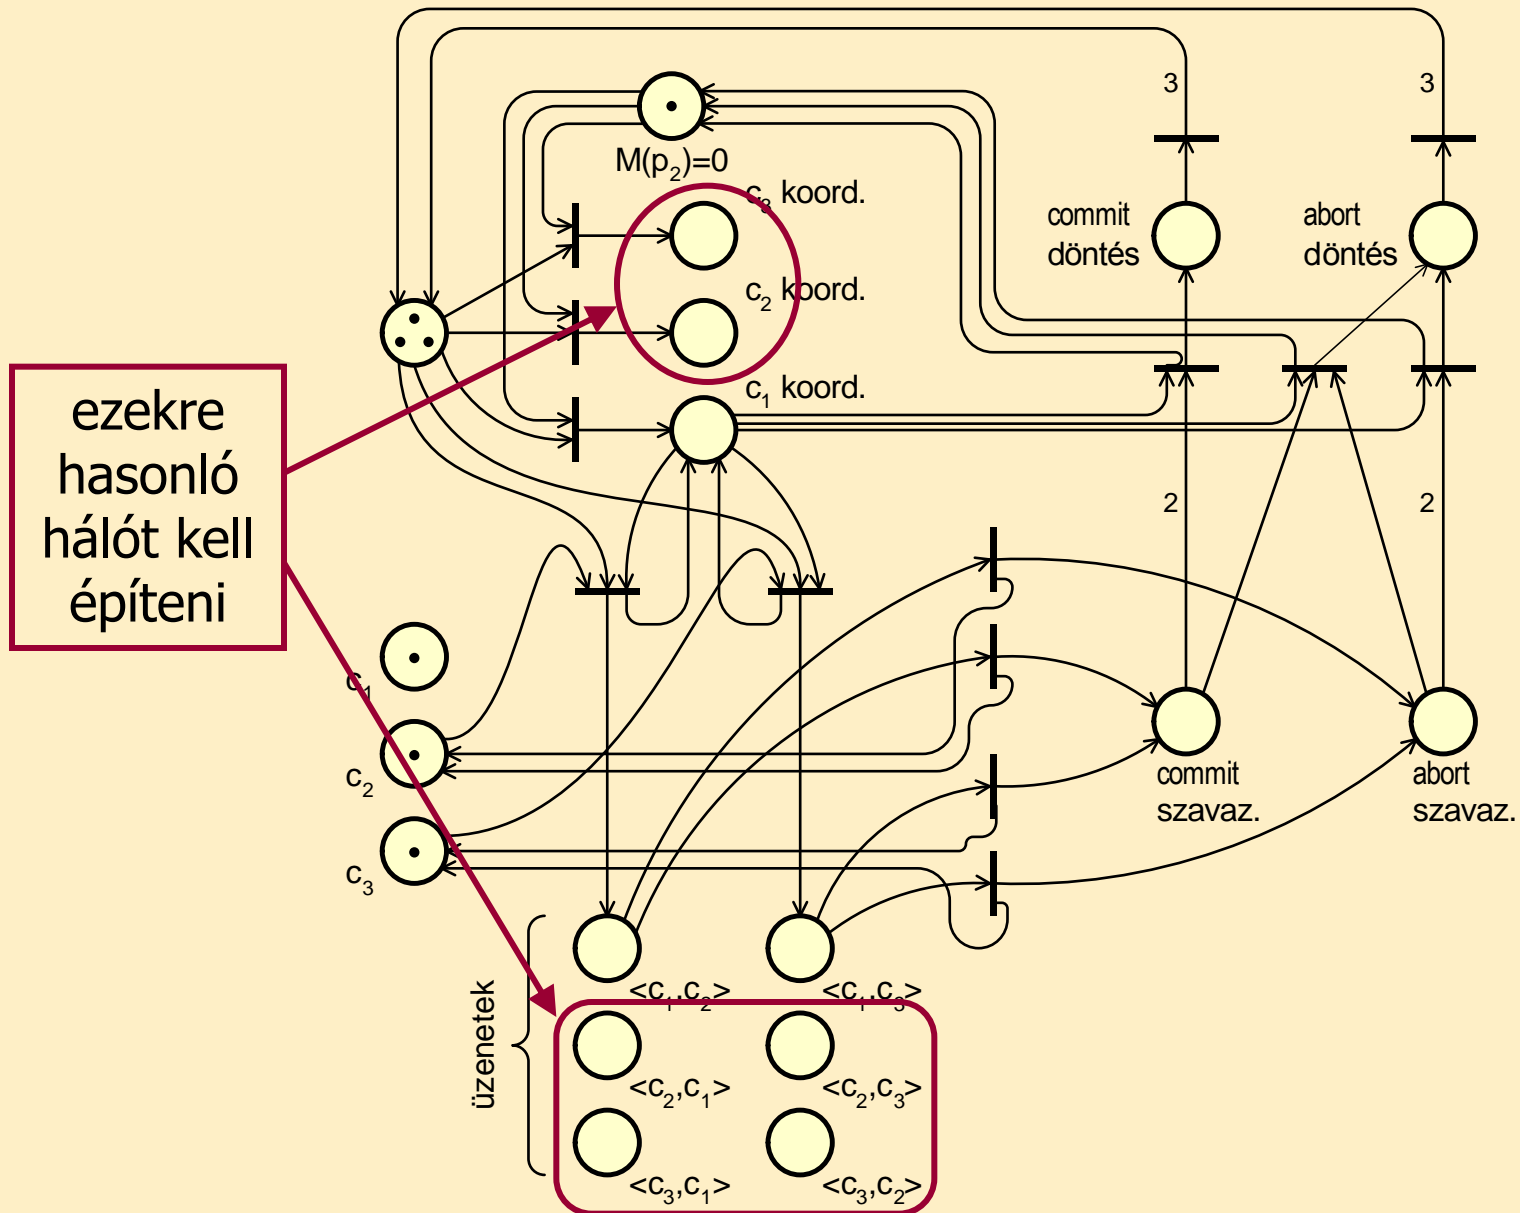 3
3
M(p₂)=0
c₃ koord.
commit
döntés
abort
döntés
c₂ koord.
c₁ koord.
ezekre
hasonló
hálót kell
építeni
2
2
c₁
c₂
c₃
commit
szavaz.
abort
szavaz.
üzenetek
<c₁,c₂>
<c₁,c₃>
<c₂,c₁>
<c₂,c₃>
<c₃,c₁>
<c₃,c₂>